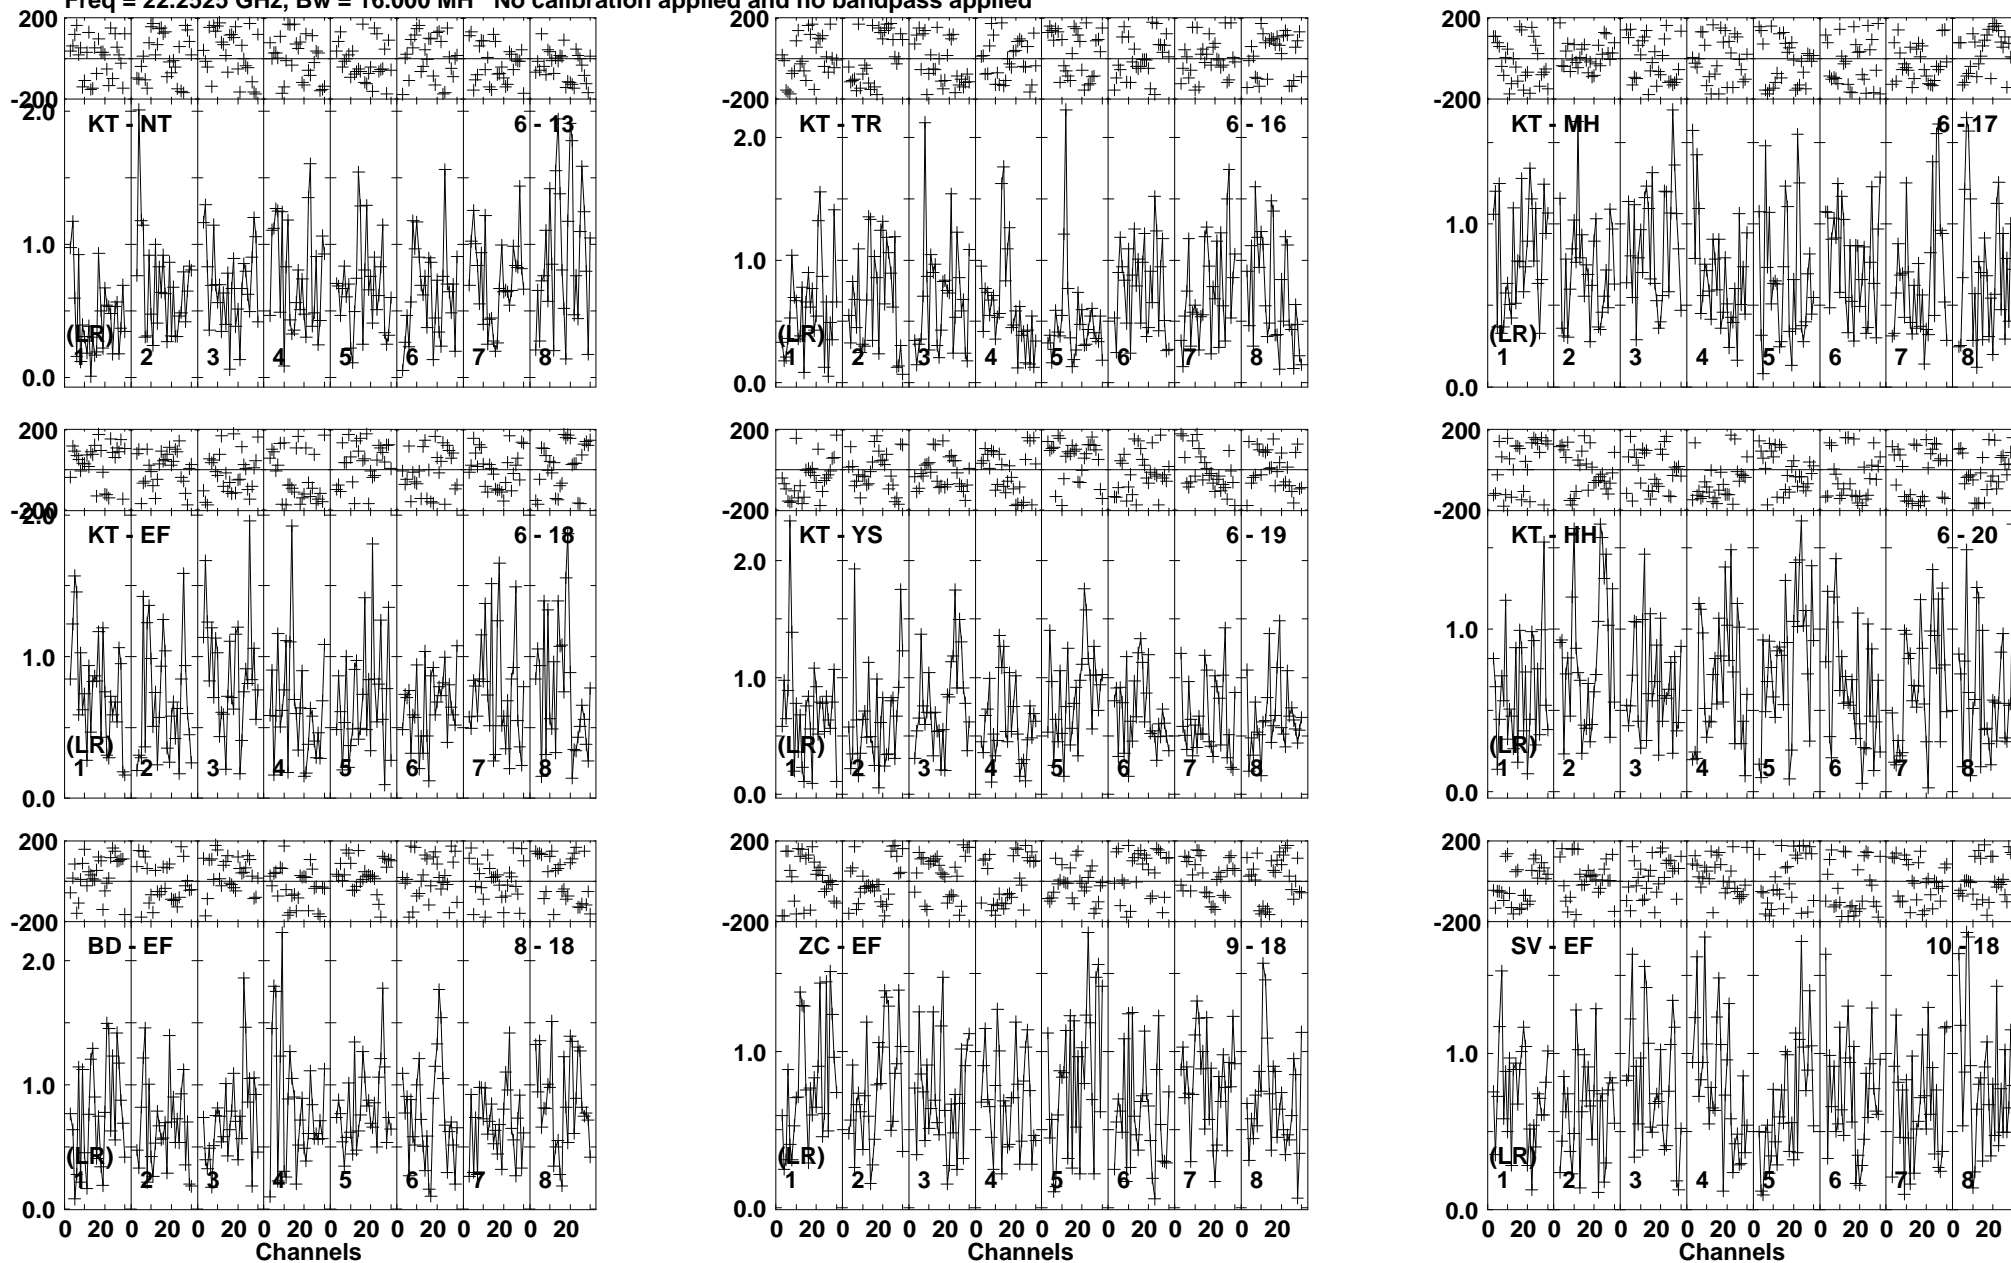 Freq = 22.2525 GHz, Bw = 16.000 MH No calibration applied and no bandpass applied
200 200 200
-200 -200 -200
KT - NT 6 - 13 KT - TR 6 - 16 KT - MH 6 - 17
2.0 2.0
1.0 1.0 1.0
(LR) (LR) (LR)
1 2 3 4 5 6 7 8 1 2 3 4 5 6 7 8 1 2 3 4 5 6 7 8
0.0 0.0 0.0
200 200 200
-200 -200 -200
2.0
KT - EF 6 - 18 KT - YS 6 - 19 KT - HH 6 - 20
2.0
1.0 1.0 1.0
(LR) (LR) (LR)
1 2 3 4 5 6 7 8 1 2 3 4 5 6 7 8 1 2 3 4 5 6 7 8
0.0 0.0 0.0
200 200 200
-200 -200 -200
BD - EF 8 - 18 ZC - EF 9 - 18 SV - EF 10 - 18
2.0
1.0 1.0 1.0
(LR) (LR) (LR)
1 2 3 4 5 6 7 8 1 2 3 4 5 6 7 8 1 2 3 4 5 6 7 8
0.0 0.0 0.0
0 20 0 20 0 20 0 20 0 20 0 20 0 20 0 20 0 20 0 20 0 20 0 20 0 20 0 20 0 20 0 20 0 20 0 20 0 20 0 20 0 20 0 20 0 20 0 20
Channels Channels Channels